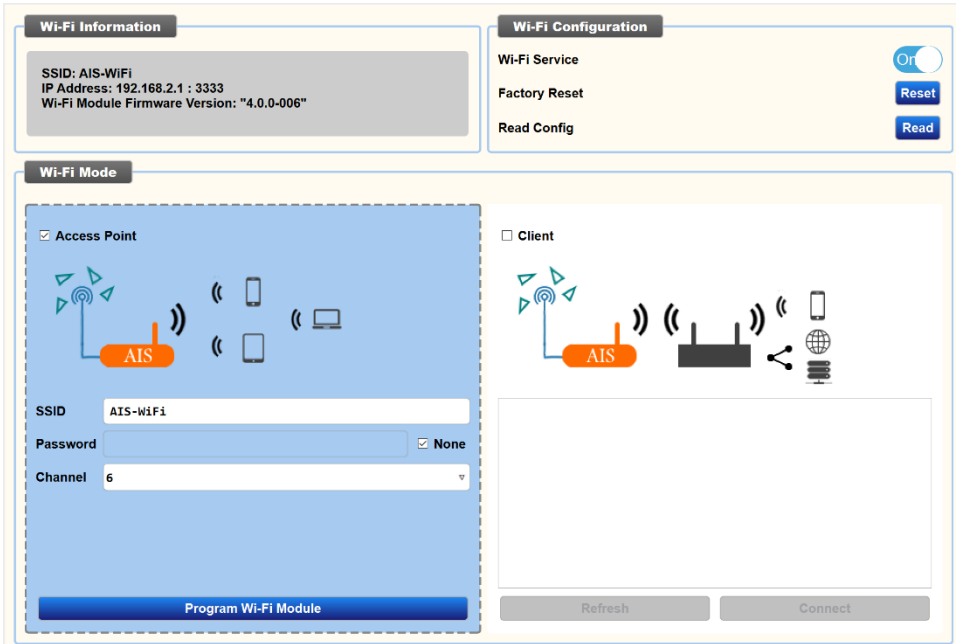 Wi-Fi Information
SSID: AIS-WiFi
IP Address: 192.168.2.1 : 3333
Wi-Fi Module Firmware Version: "4.0.0-006"
Wi-Fi Configuration
Wi-Fi Service On
Factory Reset Reset
Read Config Read
Wi-Fi Mode
Access Point
AIS
SSID AIS-WiFi
Password None
Channel 6
Program Wi-Fi Module
Client
AIS
Refresh Connect